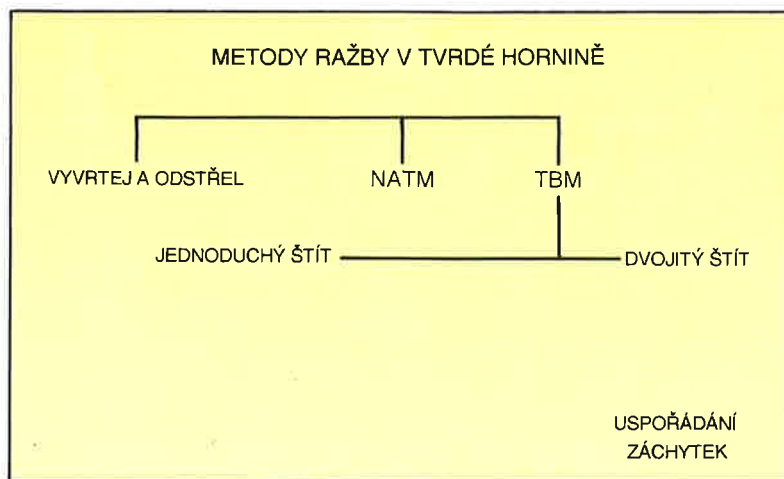 METODY RAŽBY V TVRDÉ HORNINĚ
VYVRTEJ A ODSTŘEL NATM TBM
JEDNODUCHÝ ŠTÍT DVOJITÝ ŠTÍT
USPOŘÁDÁNÍ
ZÁCHYTEK